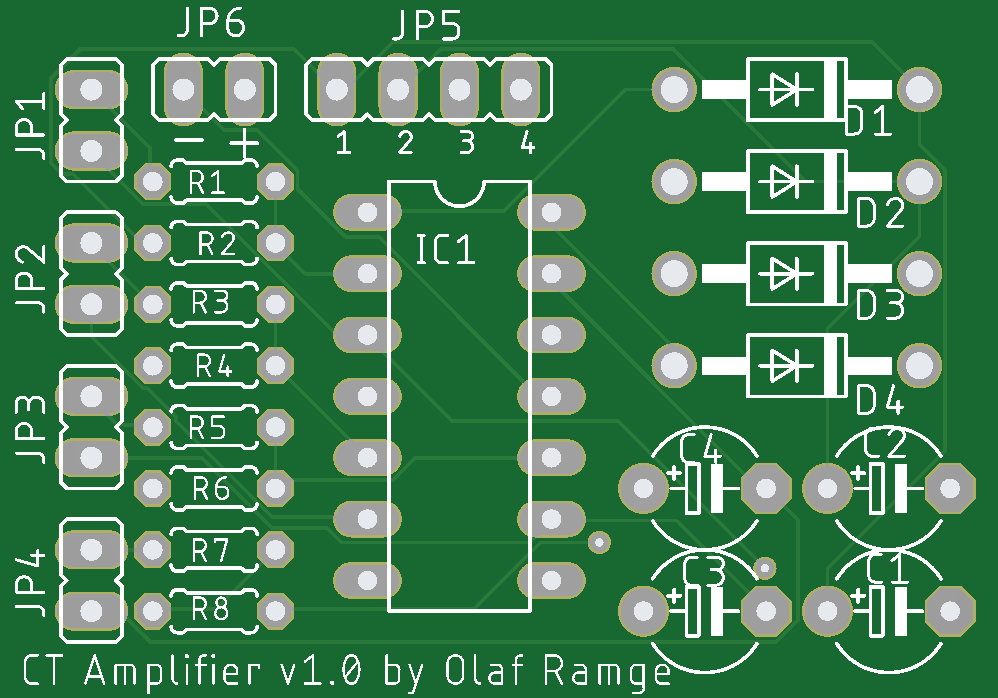 JP6
JP5
JP1
- +
1 2 3 4
D1
R1
JP2
R2
IC1
D2
R3
D3
R4
D4
JP3
R5
C4
C2
R6
JP4
R7
C3
C1
R8
CT Amplifier v1.0 by Olaf Range